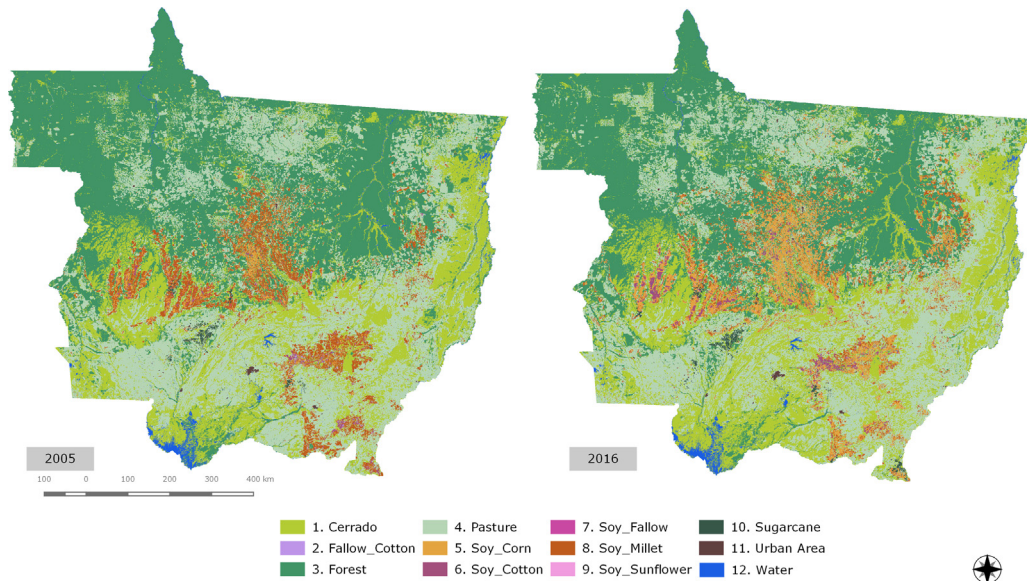 2005
2016
100 0 100 200 300 400 km
1. Cerrado
2. Fallow_Cotton
3. Forest
4. Pasture
5. Soy_Corn
6. Soy_Cotton
7. Soy_Fallow
8. Soy_Millet
9. Soy_Sunflower
10. Sugarcane
11. Urban Area
12. Water